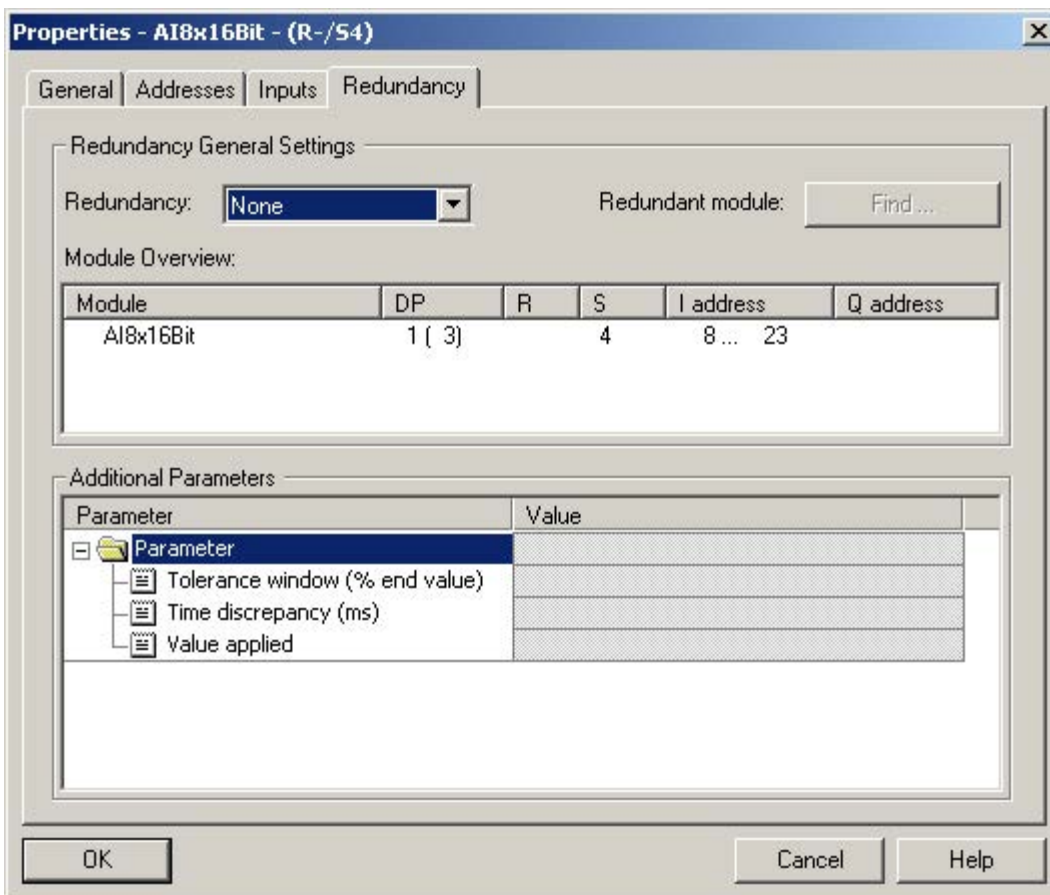 Properties - AI8x16Bit - (R-/S4)
General Addresses Inputs Redundancy
Redundancy General Settings
Redundancy: None Redundant module: Find ...
Module Overview:
Module DP R S I address Q address
AI8x16Bit 1 ( 3) 4 8 ... 23
Additional Parameters
Parameter Value
Parameter
Tolerance window (% end value)
Time discrepancy (ms)
Value applied
OK Cancel Help